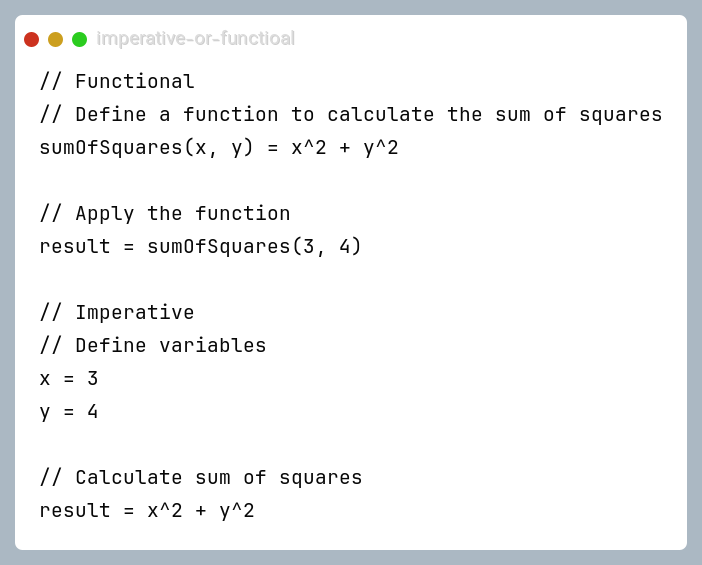 imperative-or-functioal
// Functional
// Define a function to calculate the sum of squares
sumOfSquares(x, y) = x^2 + y^2
// Apply the function
result = sumOfSquares(3, 4)
// Imperative
// Define variables
x = 3
y = 4
// Calculate sum of squares
result = x^2 + y^2